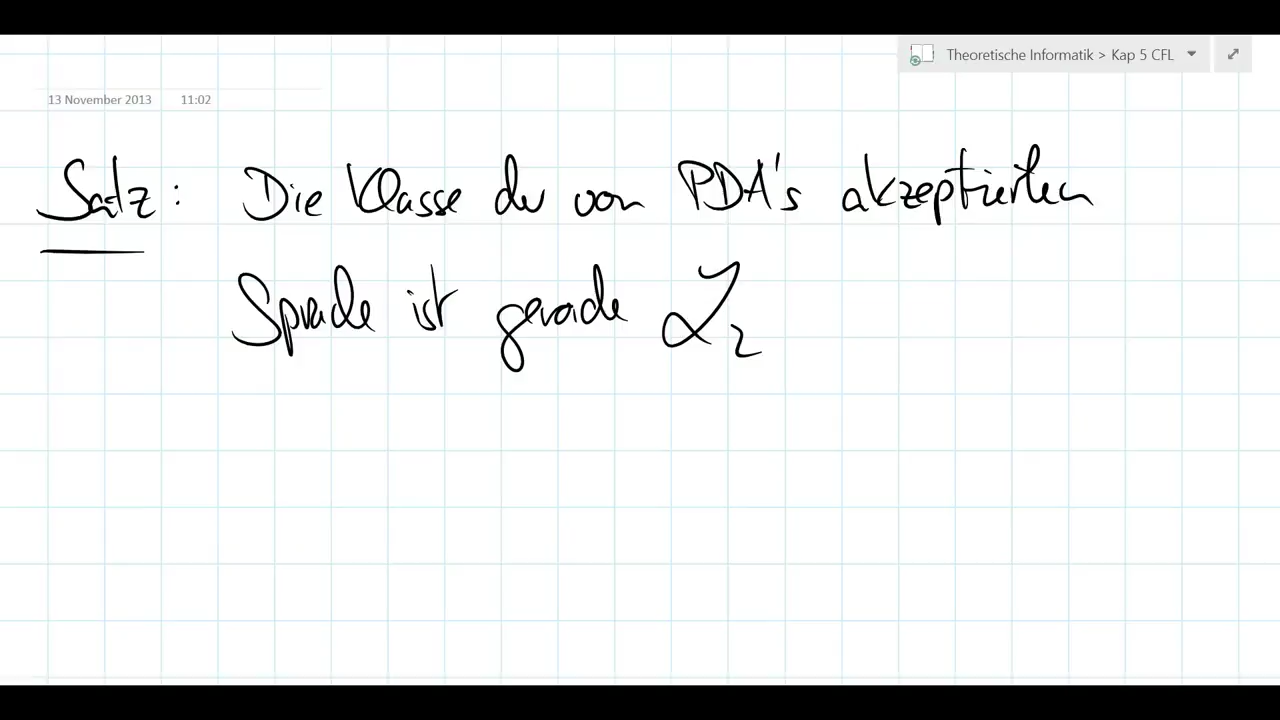 Theoretische Informatik > Kap 5 CFL
13 November 2013 11:02
Satz: Die Klasse der von PDA's akzeptierten
Sprache ist gerade ℒ₂